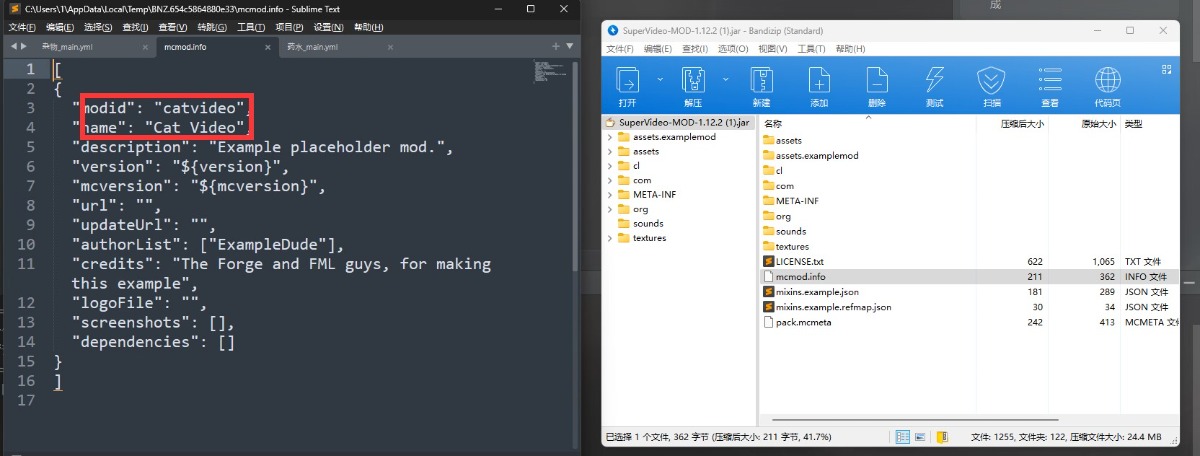 C:\Users\1\AppData\Local\Temp\BNZ.654c5864880e33\mcmod.info - Sublime Text
文件(F) 编辑(E) 选择(S) 查找(I) 查看(V) 转跳(G) 工具(T) 项目(P) 设置(N) 帮助(H)
杂物_main.yml mcmod.info 药水_main.yml
1 [
2 {
3 "modid": "catvideo",
4 "name": "Cat Video",
5 "description": "Example placeholder mod.",
6 "version": "${version}",
7 "mcversion": "${mcversion}",
8 "url": "",
9 "updateUrl": "",
10 "authorList": ["ExampleDude"],
11 "credits": "The Forge and FML guys, for making
this example",
12 "logoFile": "",
13 "screenshots": [],
14 "dependencies": []
15 }
16 ]
17
成
SuperVideo-MOD-1.12.2 (1).jar - Bandizip (Standard)
文件(F) 编辑(E) 查找(I) 选项(O) 视图(V) 工具(T) 帮助(H)
打开 解压 新建 添加 删除 测试 扫描 查看 代码页
SuperVideo-MOD-1.12.2 (1).jar
assets.examplemod
assets
cl
com
META-INF
org
sounds
textures
名称 压缩后大小 原始大小 类型
assets
assets.examplemod
cl
com
META-INF
org
sounds
textures
LICENSE.txt 622 1,065 TXT 文件
mcmod.info 211 362 INFO 文件
mixins.example.json 181 289 JSON 文件
mixins.example.refmap.json 30 34 JSON 文件
pack.mcmeta 242 413 MCMETA 文件
已选择 1 个文件, 362 字节 (压缩后大小: 211 字节, 41.7%)
文件: 1255, 文件夹: 122, 压缩文件大小: 24.4 MB